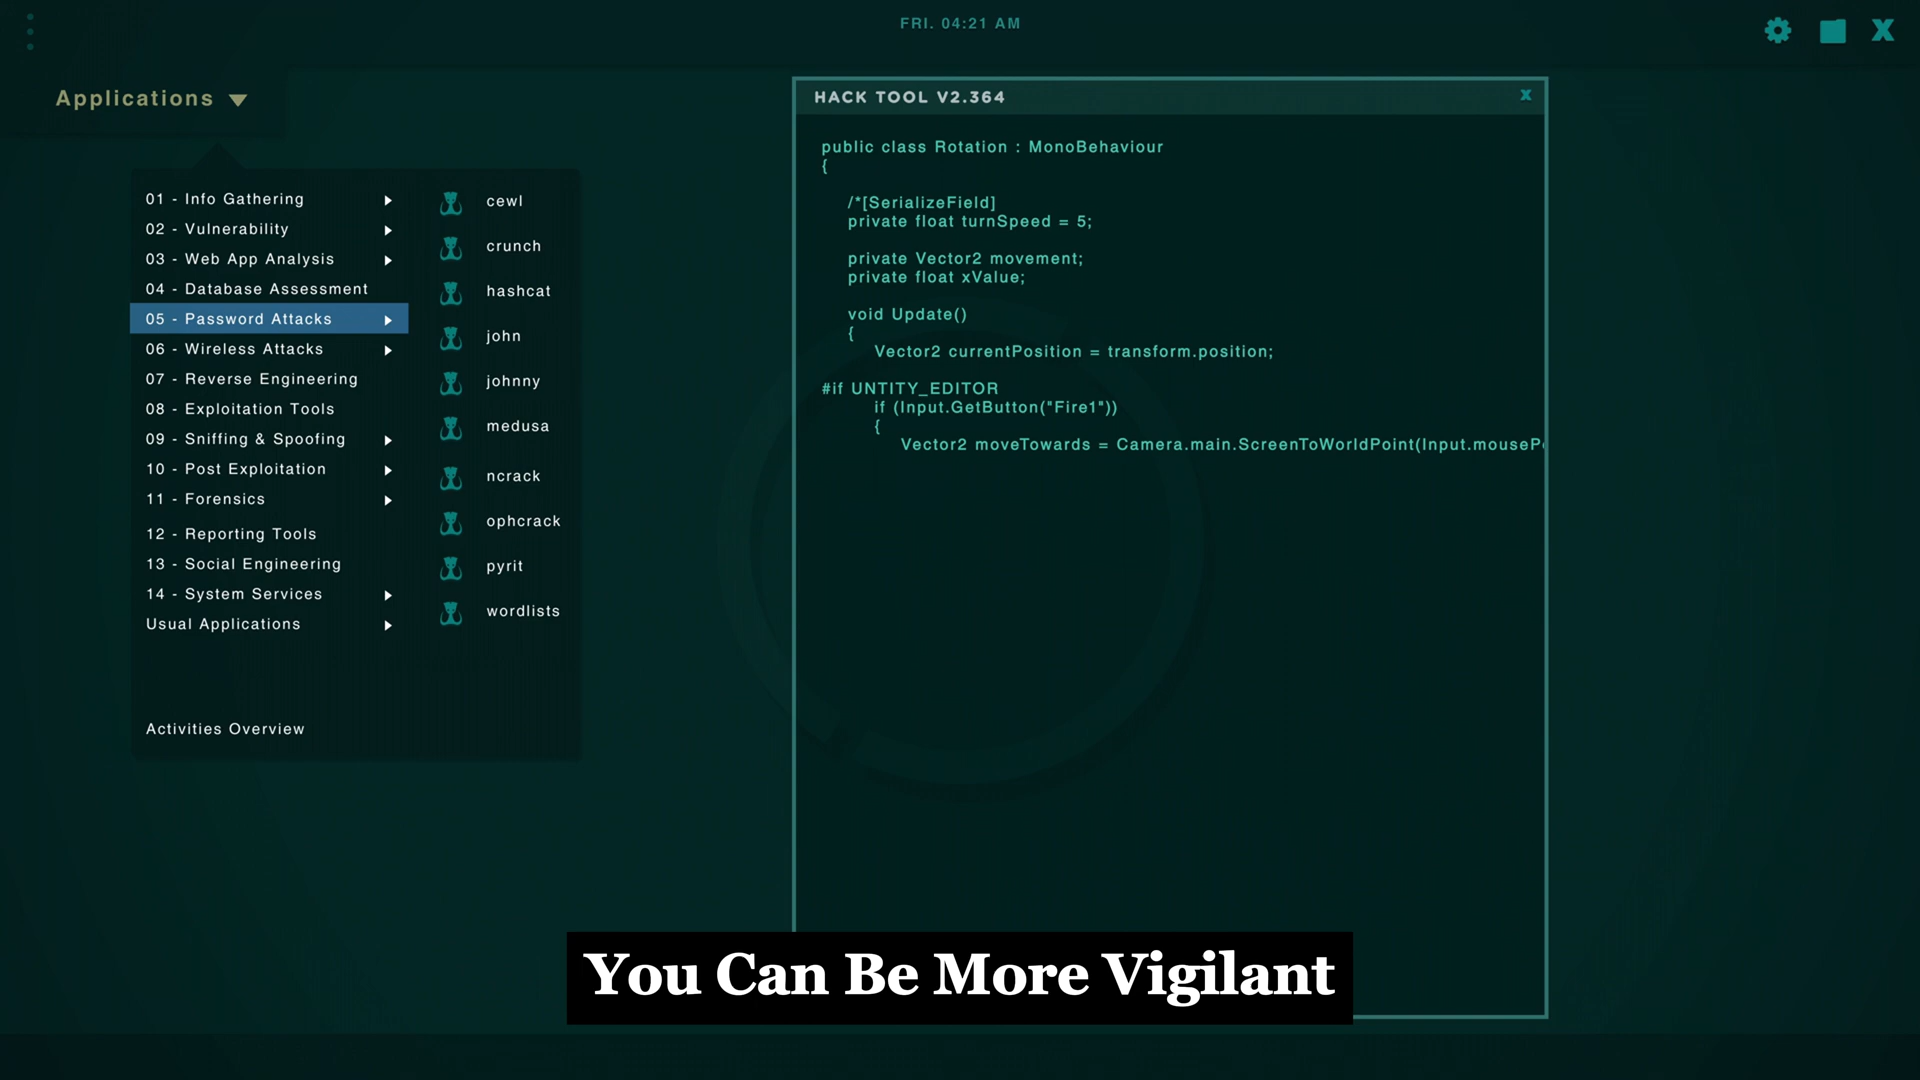 FRI. 04:21 AM
X
Applications
01 - Info Gathering
02 - Vulnerability
03 - Web App Analysis
04 - Database Assessment
05 - Password Attacks
06 - Wireless Attacks
07 - Reverse Engineering
08 - Exploitation Tools
09 - Sniffing & Spoofing
10 - Post Exploitation
11 - Forensics
12 - Reporting Tools
13 - Social Engineering
14 - System Services
Usual Applications
Activities Overview
cewl
crunch
hashcat
john
johnny
medusa
ncrack
ophcrack
pyrit
wordlists
HACK TOOL V2.364
x
public class Rotation : MonoBehaviour
{
/*[SerializeField]
private float turnSpeed = 5;
private Vector2 movement;
private float xValue;
void Update()
{
Vector2 currentPosition = transform.position;
#if UNTITY_EDITOR
if (Input.GetButton("Fire1"))
{
Vector2 moveTowards = Camera.main.ScreenToWorldPoint(Input.mouseP
You Can Be More Vigilant